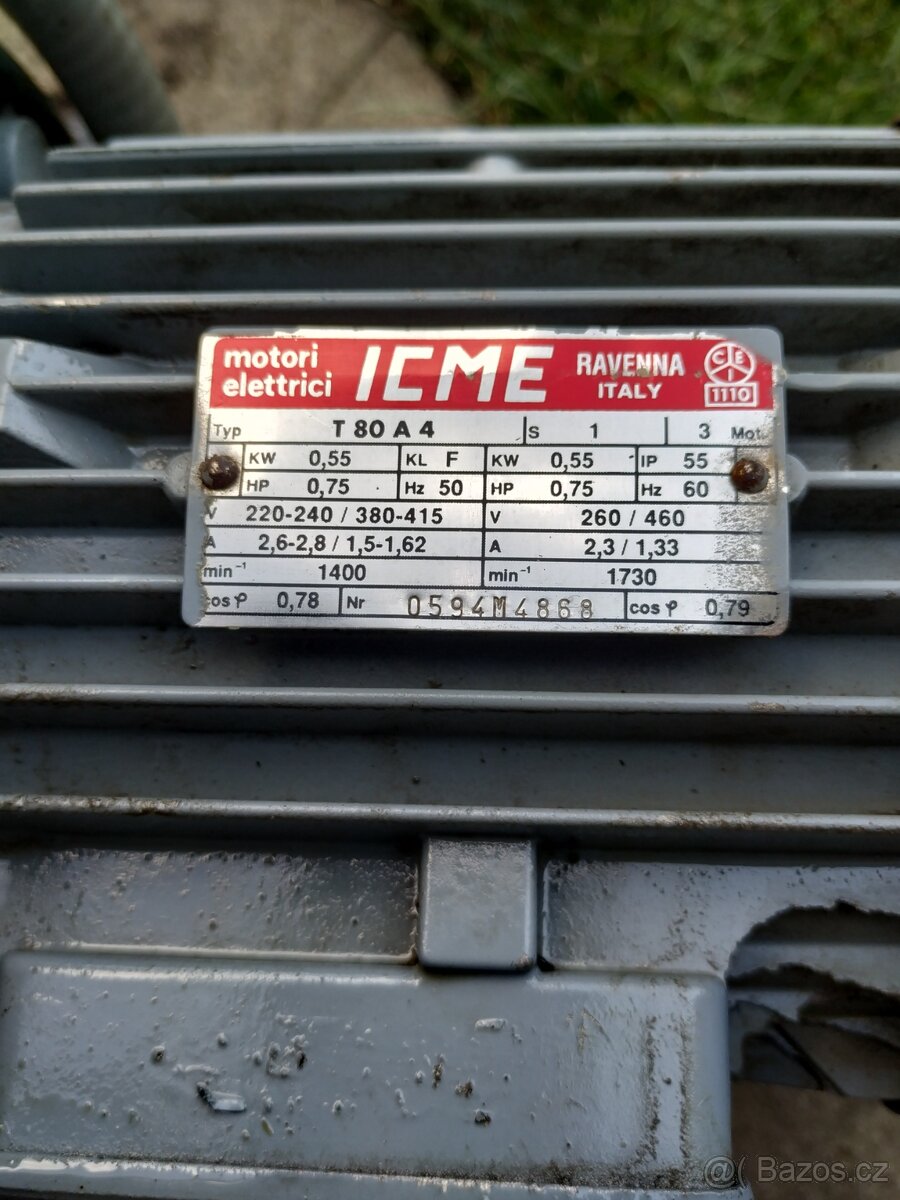 motori ICME RAVENNA CEI
elettrici ITALY 1110
Typ T 80 A 4 S 1 3 Mot.
KW 0,55 KL F KW 0,55 IP 55
HP 0,75 Hz 50 HP 0,75 Hz 60
V 220-240 / 380-415 V 260 / 460
A 2,6-2,8 / 1,5-1,62 A 2,3 / 1,33
min⁻¹ 1400 min⁻¹ 1730
cos φ 0,78 Nr 0594M4868 cos φ 0,79
@ Bazos.cz